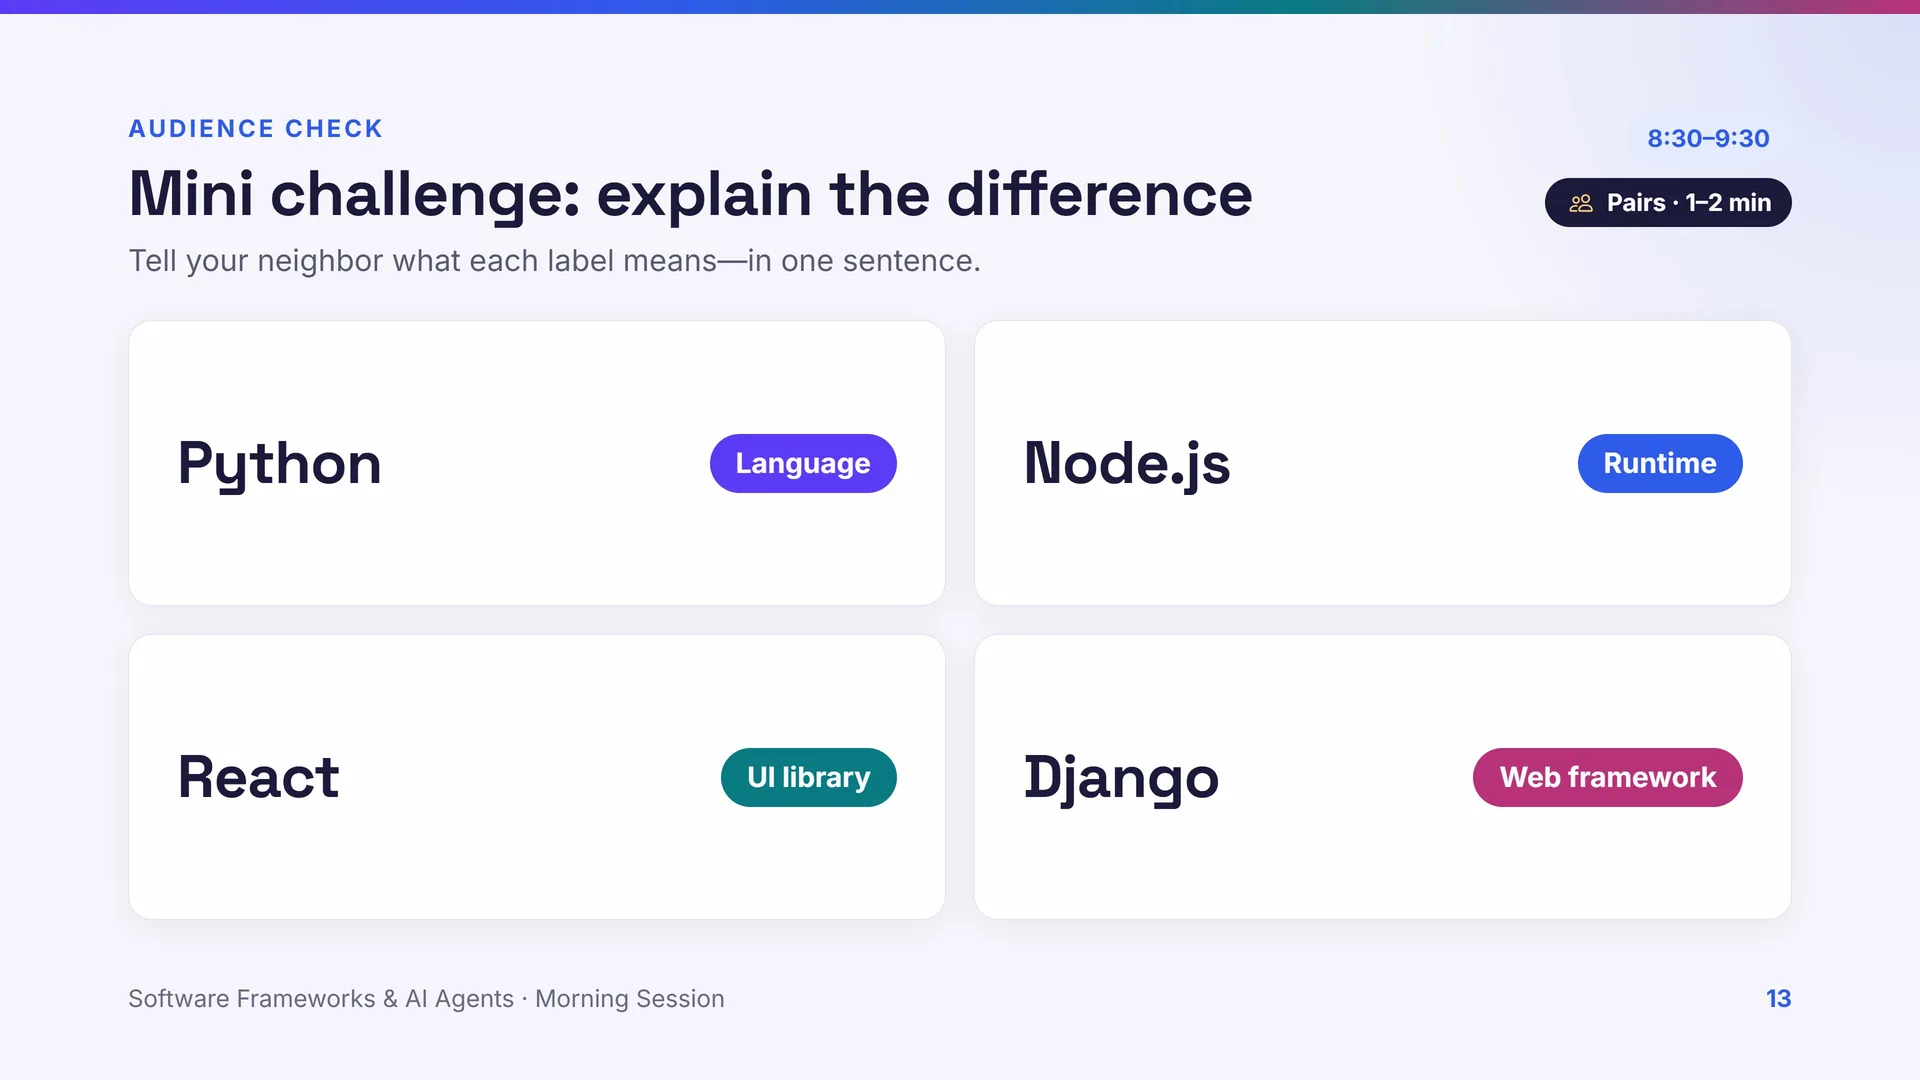 AUDIENCE CHECK
8:30–9:30
Mini challenge: explain the difference
Pairs · 1–2 min
Tell your neighbor what each label means—in one sentence.
Python
Language
Node.js
Runtime
React
UI library
Django
Web framework
Software Frameworks & AI Agents · Morning Session
13